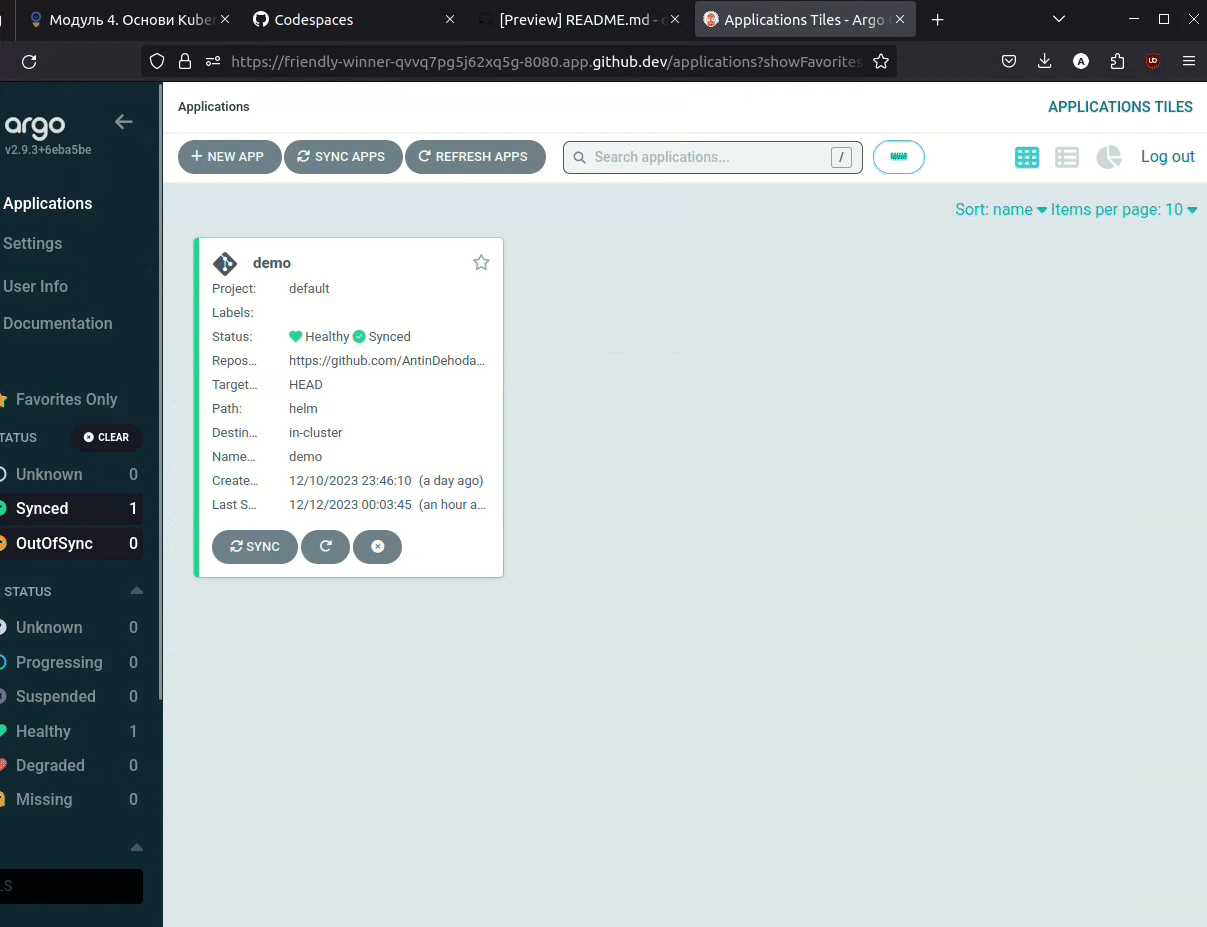 Модуль 4. Основи Kuber
Codespaces
[Preview] README.md -
Applications Tiles - Argo
https://friendly-winner-qvvq7pg5j62xq5g-8080.app.github.dev/applications?showFavorites
argo
v2.9.3+6eba5be
Applications
Settings
User Info
Documentation
Favorites Only
TATUS
CLEAR
Unknown 0
Synced 1
OutOfSync 0
STATUS
Unknown 0
Progressing 0
Suspended 0
Healthy 1
Degraded 0
Missing 0
LS
Applications
APPLICATIONS TILES
+ NEW APP
SYNC APPS
REFRESH APPS
Search applications...
/
Log out
Sort: name
Items per page: 10
demo
Project: default
Labels:
Status: Healthy Synced
Repos... https://github.com/AntinDehoda...
Target... HEAD
Path: helm
Destin... in-cluster
Name... demo
Create... 12/10/2023 23:46:10 (a day ago)
Last S... 12/12/2023 00:03:45 (an hour a...
SYNC